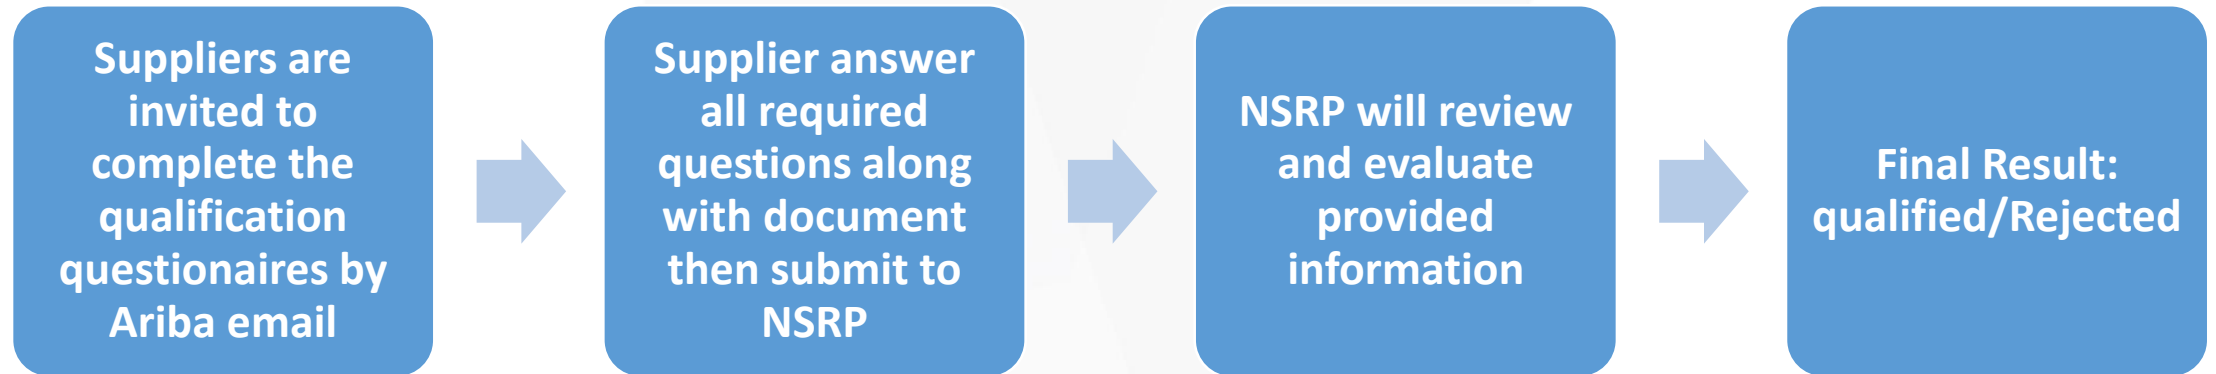 Suppliers are
invited to
complete the
qualification
questionaires by
Ariba email
Supplier answer
all required
questions along
with document
then submit to
NSRP
NSRP will review
and evaluate
provided
information
Final Result:
qualified/Rejected